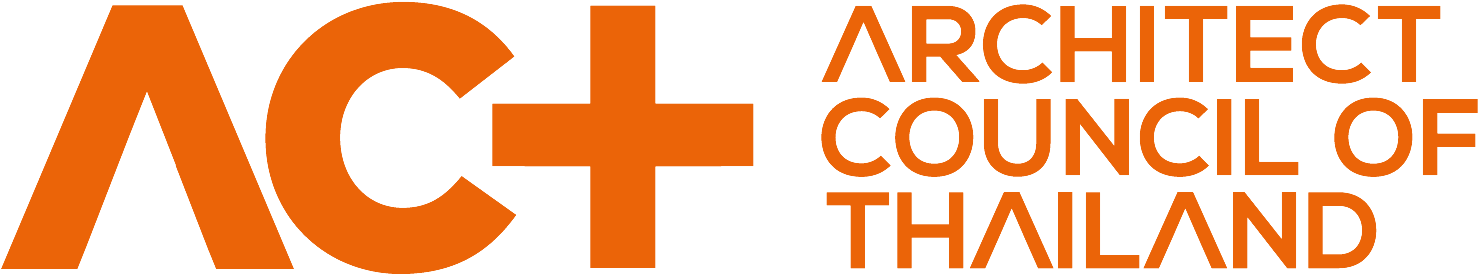 AC+
ARCHITECT
COUNCIL OF
THAILAND